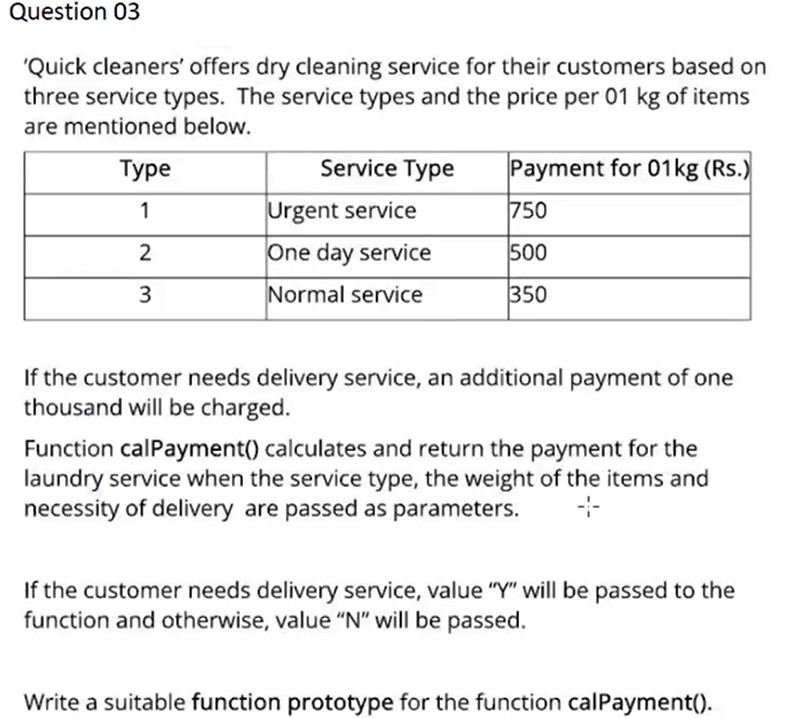 Question 03
‘Quick cleaners’ offers dry cleaning service for their customers based on
three service types. The service types and the price per 01 kg of items
are mentioned below.
Type Service Type Payment for 01kg (Rs.)
1 Urgent service 750
2 One day service 500
3 Normal service 350
If the customer needs delivery service, an additional payment of one
thousand will be charged.
Function calPayment() calculates and return the payment for the
laundry service when the service type, the weight of the items and
necessity of delivery are passed as parameters.
If the customer needs delivery service, value “Y” will be passed to the
function and otherwise, value “N” will be passed.
Write a suitable function prototype for the function calPayment().